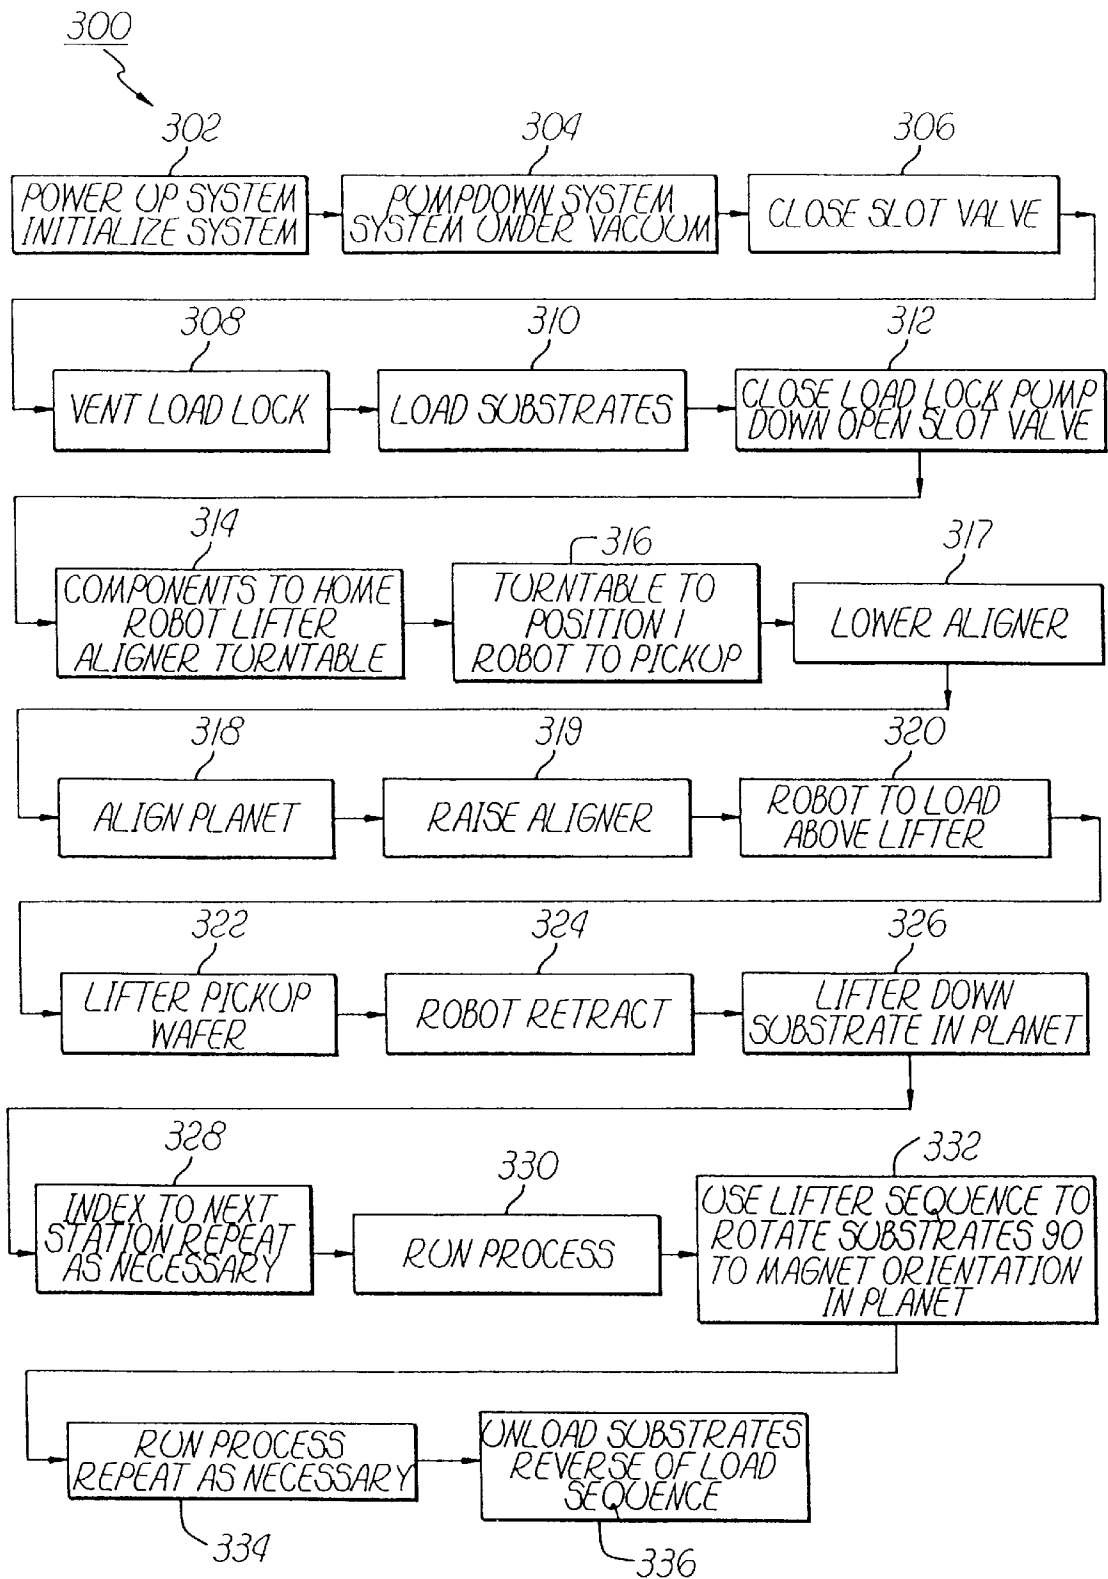 300
302
304
306
POWER UP SYSTEM
INITIALIZE SYSTEM
PUMPDOWN SYSTEM
SYSTEM UNDER VACUUM
CLOSE SLOT VALVE
308
310
312
VENT LOAD LOCK
LOAD SUBSTRATES
CLOSE LOAD LOCK PUMP
DOWN OPEN SLOT VALVE
314
316
317
COMPONENTS TO HOME
ROBOT LIFTER
ALIGNER TURNTABLE
TURNTABLE TO
POSITION 1
ROBOT TO PICKUP
LOWER ALIGNER
318
319
320
ALIGN PLANET
RAISE ALIGNER
ROBOT TO LOAD
ABOVE LIFTER
322
324
326
LIFTER PICKUP
WAFER
ROBOT RETRACT
LIFTER DOWN
SUBSTRATE IN PLANET
328
330
332
INDEX TO NEXT
STATION REPEAT
AS NECESSARY
RUN PROCESS
USE LIFTER SEQUENCE TO
ROTATE SUBSTRATES 90
TO MAGNET ORIENTATION
IN PLANET
RUN PROCESS
REPEAT AS NECESSARY
UNLOAD SUBSTRATES
REVERSE OF LOAD
SEQUENCE
334
336